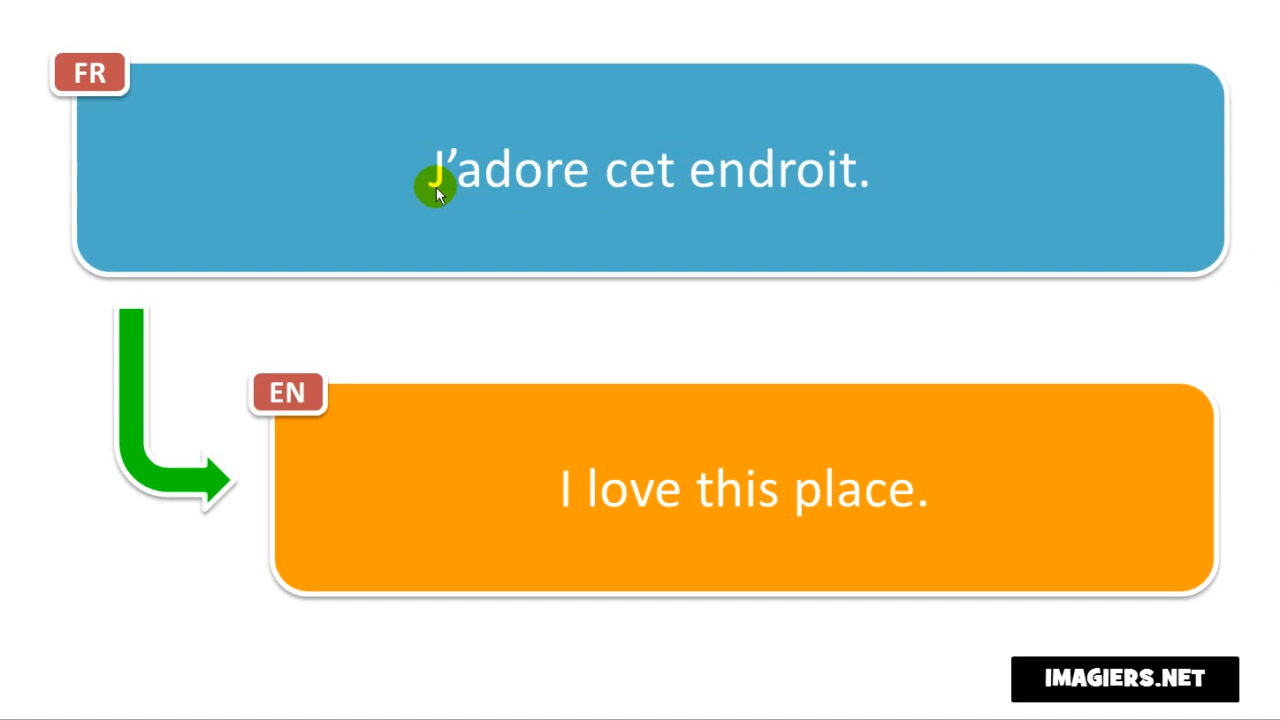 FR
J’adore cet endroit.
EN
I love this place.
IMAGIERS.NET